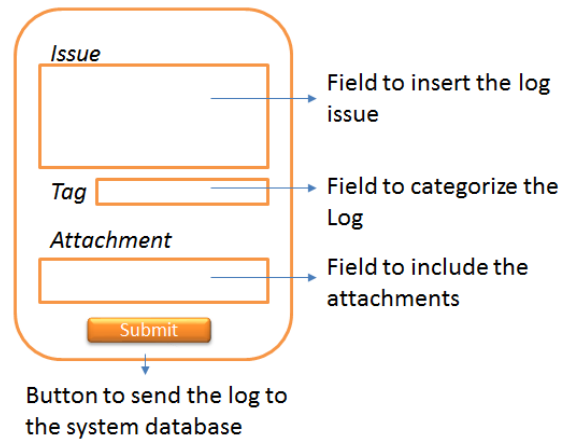 Issue
Field to insert the log
issue
Tag
Field to categorize the
Log
Attachment
Field to include the
attachments
Submit
Button to send the log to
the system database